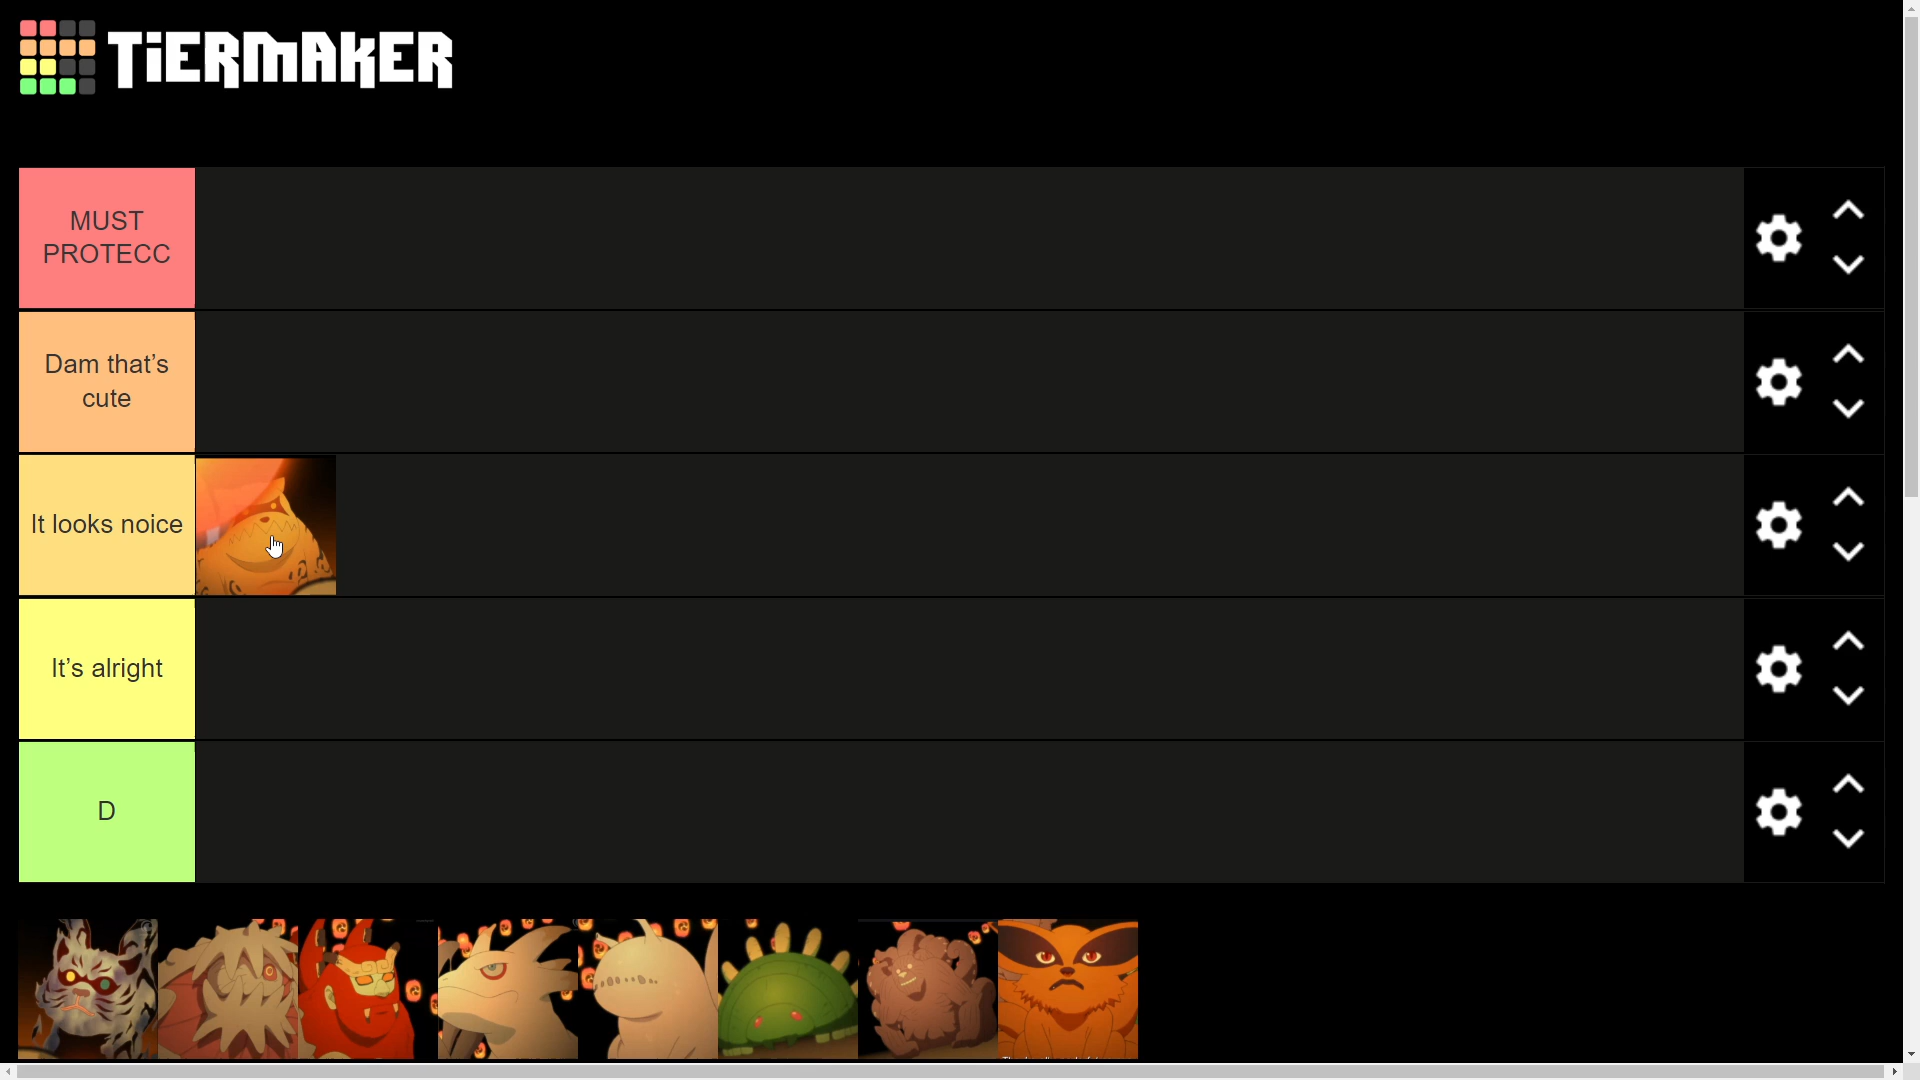 TiERMAKER
MUST
PROTECC
Dam that’s
cute
It looks noice
It’s alright
D